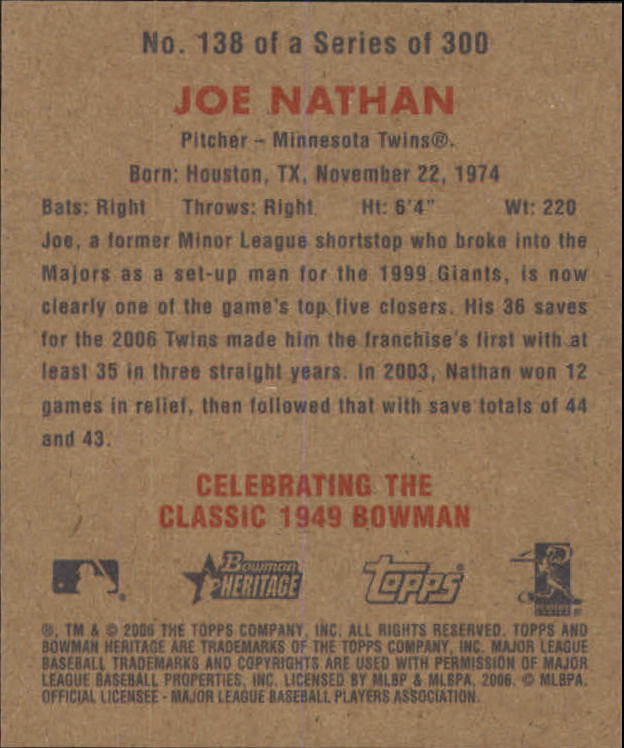 No. 138 of a Series of 300
JOE NATHAN
Pitcher – Minnesota Twins®.
Born: Houston, TX, November 22, 1974
Bats: Right Throws: Right Ht: 6'4" Wt: 220
Joe, a former Minor League shortstop who broke into the
Majors as a set-up man for the 1999 Giants, is now
clearly one of the game's top five closers. His 36 saves
for the 2006 Twins made him the franchise's first with at
least 35 in three straight years. In 2003, Nathan won 12
games in relief, then followed that with save totals of 44
and 43.
CELEBRATING THE
CLASSIC 1949 BOWMAN
Bowman
HERITAGE
topps®
®, TM & © 2006 THE TOPPS COMPANY, INC. ALL RIGHTS RESERVED. TOPPS AND
BOWMAN HERITAGE ARE TRADEMARKS OF THE TOPPS COMPANY, INC. MAJOR LEAGUE
BASEBALL TRADEMARKS AND COPYRIGHTS ARE USED WITH PERMISSION OF MAJOR
LEAGUE BASEBALL PROPERTIES, INC. LICENSED BY MLBP & MLBPA, 2006. © MLBPA.
OFFICIAL LICENSEE - MAJOR LEAGUE BASEBALL PLAYERS ASSOCIATION.